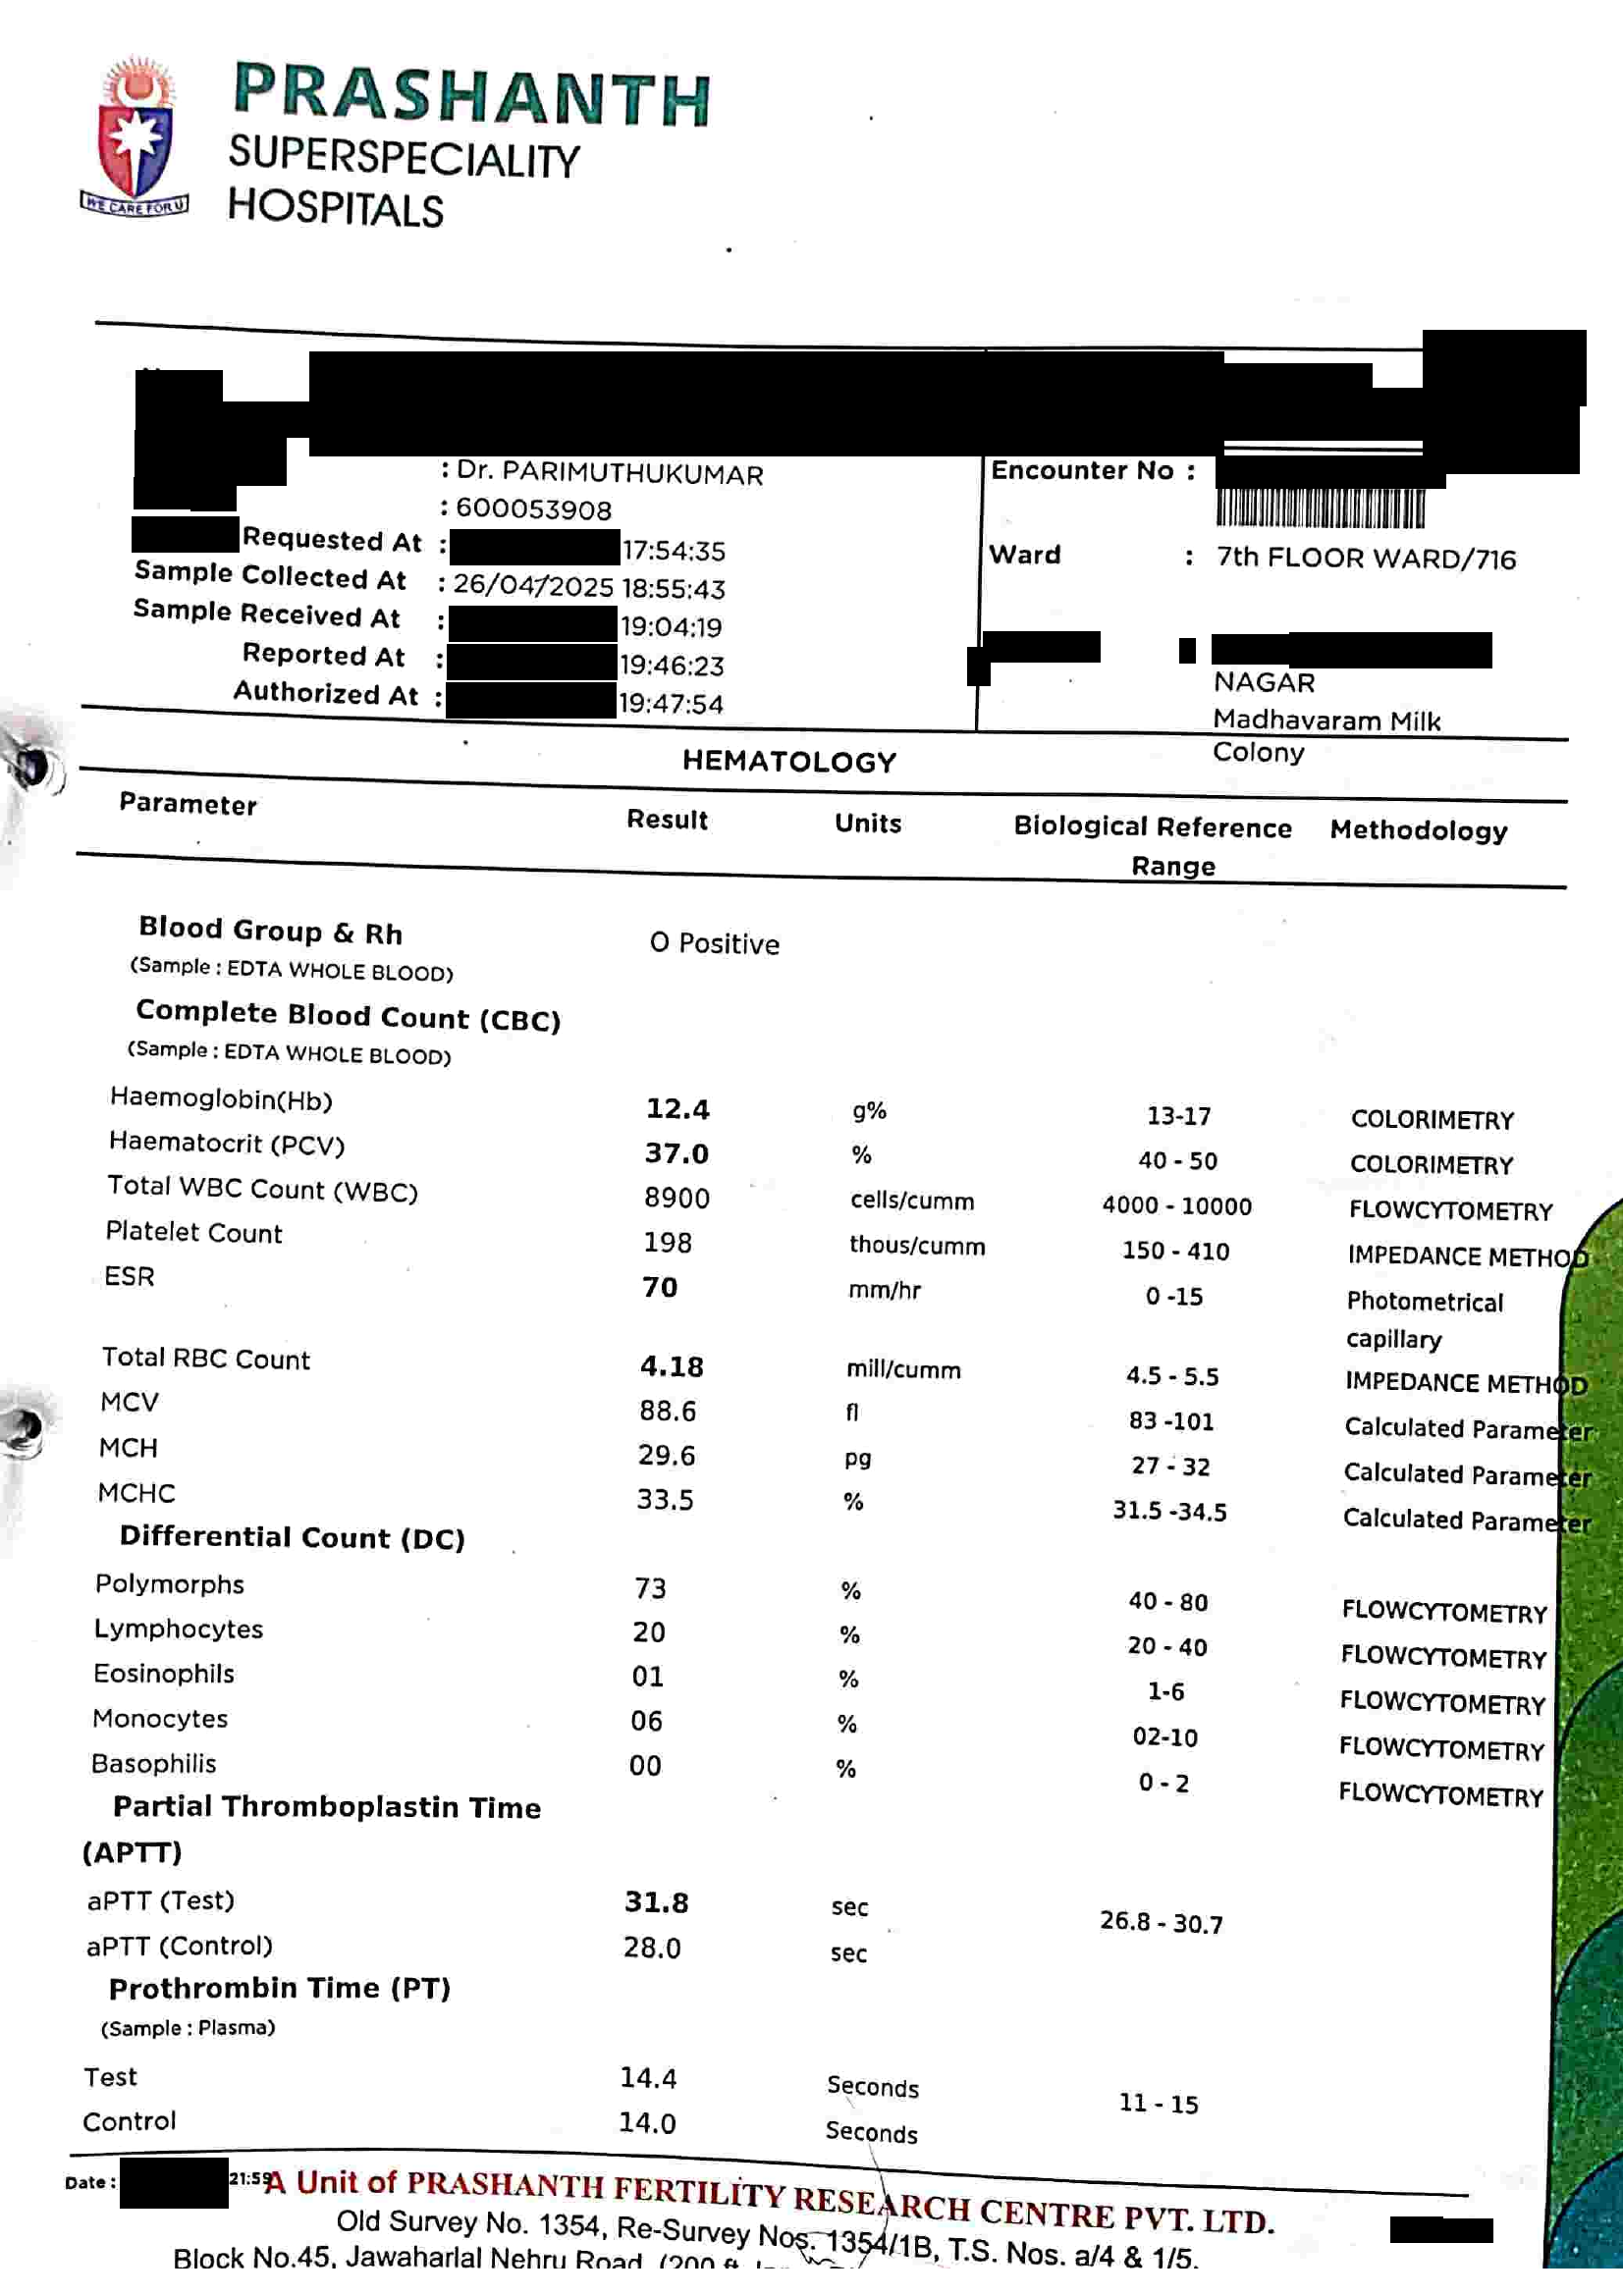 PRASHANTH
SUPERSPECIALITY
HOSPITALS
WE CARE FOR U
: Dr. PARIMUTHUKUMAR
Encounter No :
: 600053908
Requested At : 17:54:35
Ward : 7th FLOOR WARD/716
Sample Collected At : 26/04/2025 18:55:43
Sample Received At : 19:04:19
Reported At : 19:46:23
NAGAR
Authorized At : 19:47:54
Madhavaram Milk
Colony
HEMATOLOGY
Parameter Result Units Biological Reference Methodology
Range
Blood Group & Rh O Positive
(Sample : EDTA WHOLE BLOOD)
Complete Blood Count (CBC)
(Sample : EDTA WHOLE BLOOD)
Haemoglobin(Hb) 12.4 g% 13-17 COLORIMETRY
Haematocrit (PCV) 37.0 % 40 - 50 COLORIMETRY
Total WBC Count (WBC) 8900 cells/cumm 4000 - 10000 FLOWCYTOMETRY
Platelet Count 198 thous/cumm 150 - 410 IMPEDANCE METHOD
ESR 70 mm/hr 0 -15 Photometrical
capillary
Total RBC Count 4.18 mill/cumm 4.5 - 5.5 IMPEDANCE METHOD
MCV 88.6 fl 83 -101 Calculated Parameter
MCH 29.6 pg 27 - 32 Calculated Parameter
MCHC 33.5 % 31.5 -34.5 Calculated Parameter
Differential Count (DC)
Polymorphs 73 % 40 - 80 FLOWCYTOMETRY
Lymphocytes 20 % 20 - 40 FLOWCYTOMETRY
Eosinophils 01 % 1-6 FLOWCYTOMETRY
Monocytes 06 % 02-10 FLOWCYTOMETRY
Basophilis 00 % 0 - 2 FLOWCYTOMETRY
Partial Thromboplastin Time
(APTT)
aPTT (Test) 31.8 sec 26.8 - 30.7
aPTT (Control) 28.0 sec
Prothrombin Time (PT)
(Sample : Plasma)
Test 14.4 Seconds 11 - 15
Control 14.0 Seconds
Date : 21:59
A Unit of PRASHANTH FERTILITY RESEARCH CENTRE PVT. LTD.
Old Survey No. 1354, Re-Survey Nos. 1354/1B, T.S. Nos. a/4 & 1/5.
Block No.45, Jawaharlal Nehru Road, (200 ft.